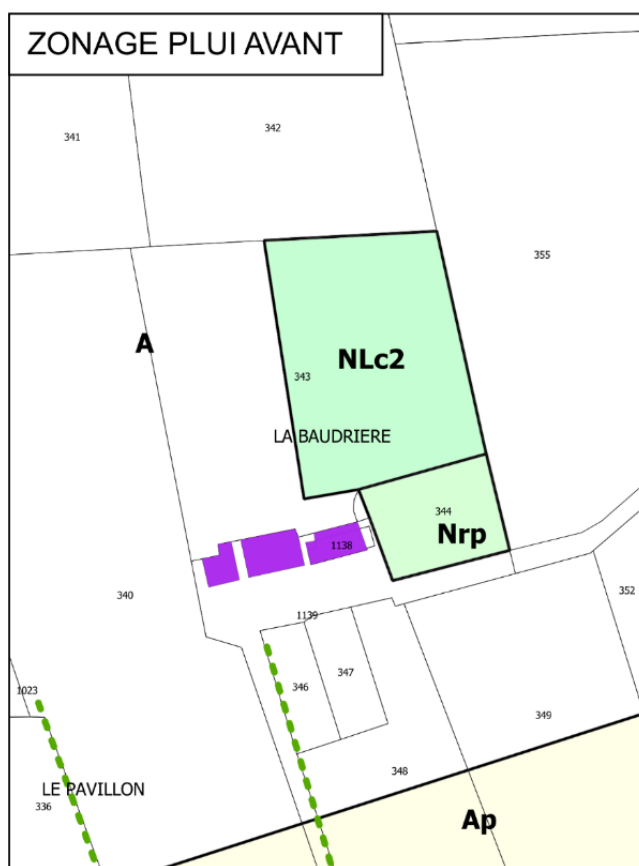 ZONAGE PLUI AVANT
342
341
355
A
NLc2
343
LA BAUDRIERE
344
Nrp
1138
340
352
1139
347
346
1023
349
348
LE PAVILLON
336
Ap